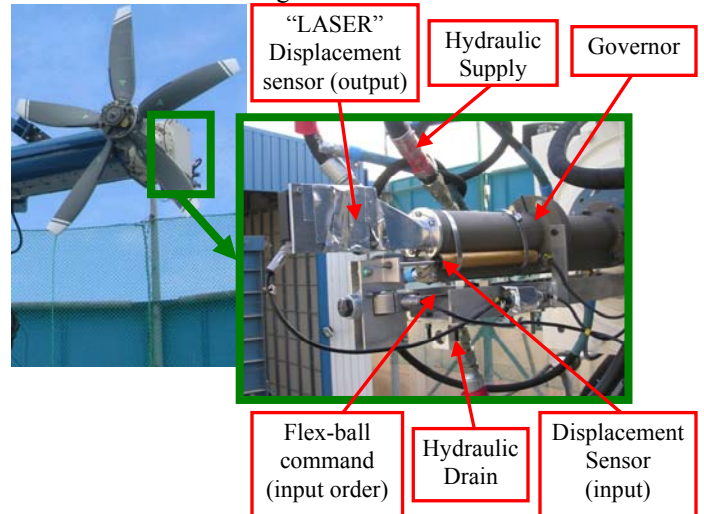 “LASER”
Displacement
sensor (output)
Hydraulic
Supply
Governor
Flex-ball
command
(input order)
Hydraulic
Drain
Displacement
Sensor
(input)